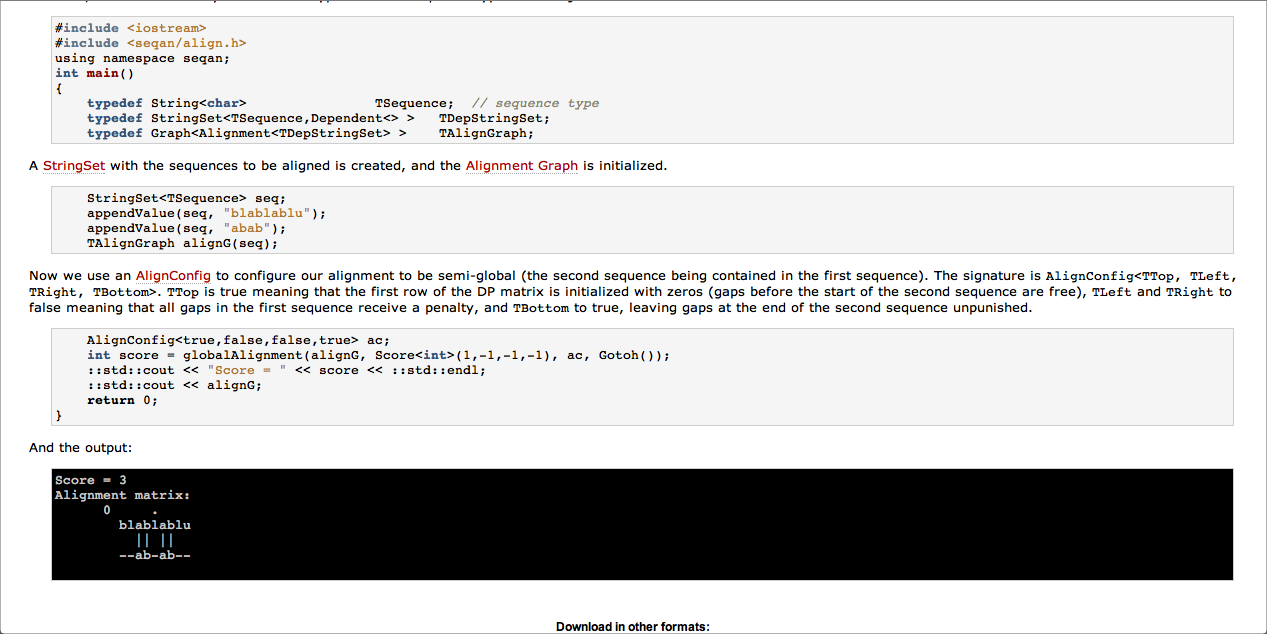 #include <iostream>
#include <seqan/align.h>
using namespace seqan;
int main()
{
    typedef String<char>                TSequence;  // sequence type
    typedef StringSet<TSequence,Dependent<> >   TDepStringSet;
    typedef Graph<Alignment<TDepStringSet> >    TAlignGraph;
A StringSet with the sequences to be aligned is created, and the Alignment Graph is initialized.
    StringSet<TSequence> seq;
    appendValue(seq, "blablablu");
    appendValue(seq, "abab");
    TAlignGraph alignG(seq);
Now we use an AlignConfig to configure our alignment to be semi-global (the second sequence being contained in the first sequence). The signature is AlignConfig<TTop, TLeft,
TRight, TBottom>. TTop is true meaning that the first row of the DP matrix is initialized with zeros (gaps before the start of the second sequence are free), TLeft and TRight to
false meaning that all gaps in the first sequence receive a penalty, and TBottom to true, leaving gaps at the end of the second sequence unpunished.
    AlignConfig<true,false,false,true> ac;
    int score = globalAlignment(alignG, Score<int>(1,-1,-1,-1), ac, Gotoh());
    ::std::cout << "Score = " << score << ::std::endl;
    ::std::cout << alignG;
    return 0;
}
And the output:
Score = 3
Alignment matrix:
      0     .
        blablablu
          || ||
        --ab-ab--
Download in other formats: